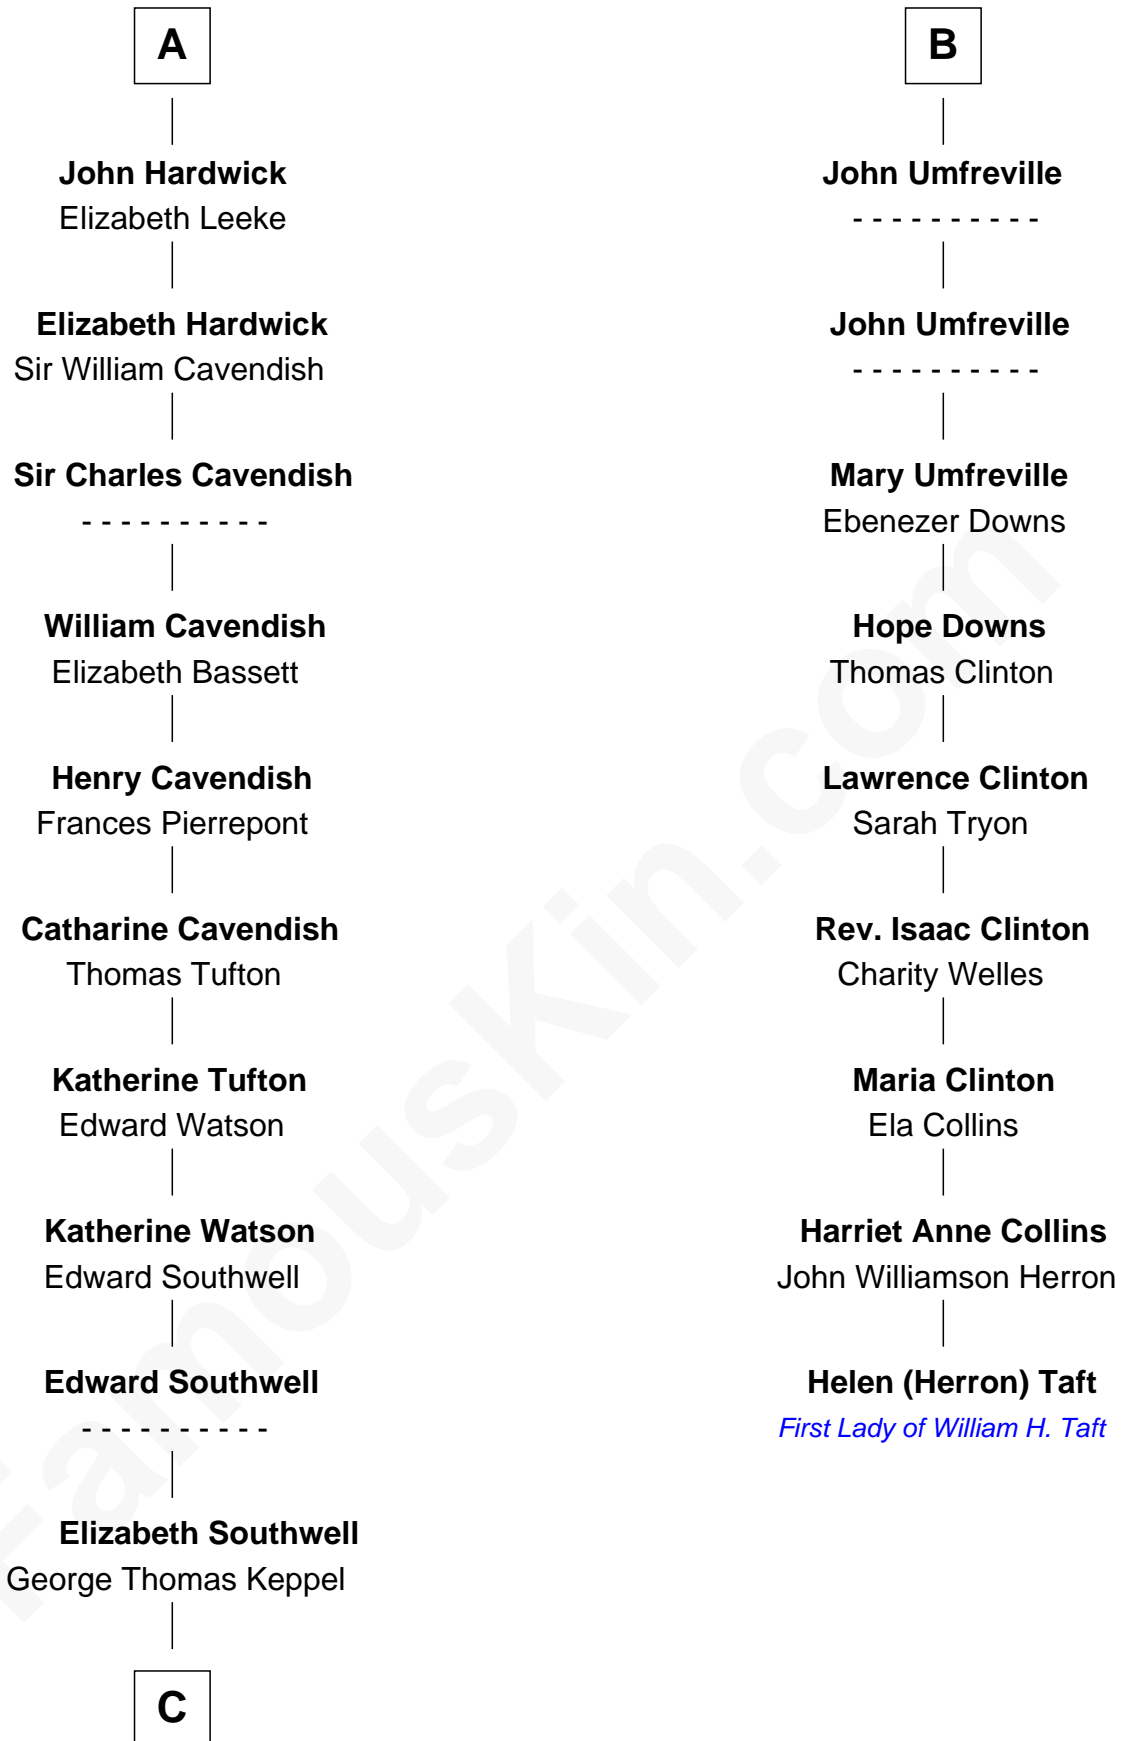 A
John Hardwick
Elizabeth Leeke
Elizabeth Hardwick
Sir William Cavendish
Sir Charles Cavendish
- - - - - - - - - -
William Cavendish
Elizabeth Bassett
Henry Cavendish
Frances Pierrepont
Catharine Cavendish
Thomas Tufton
Katherine Tufton
Edward Watson
Katherine Watson
Edward Southwell
Edward Southwell
- - - - - - - - - -
Elizabeth Southwell
George Thomas Keppel
C
B
John Umfreville
- - - - - - - - - -
John Umfreville
- - - - - - - - - -
Mary Umfreville
Ebenezer Downs
Hope Downs
Thomas Clinton
Lawrence Clinton
Sarah Tryon
Rev. Isaac Clinton
Charity Welles
Maria Clinton
Ela Collins
Harriet Anne Collins
John Williamson Herron
Helen (Herron) Taft
First Lady of William H. Taft
FamousKin.com